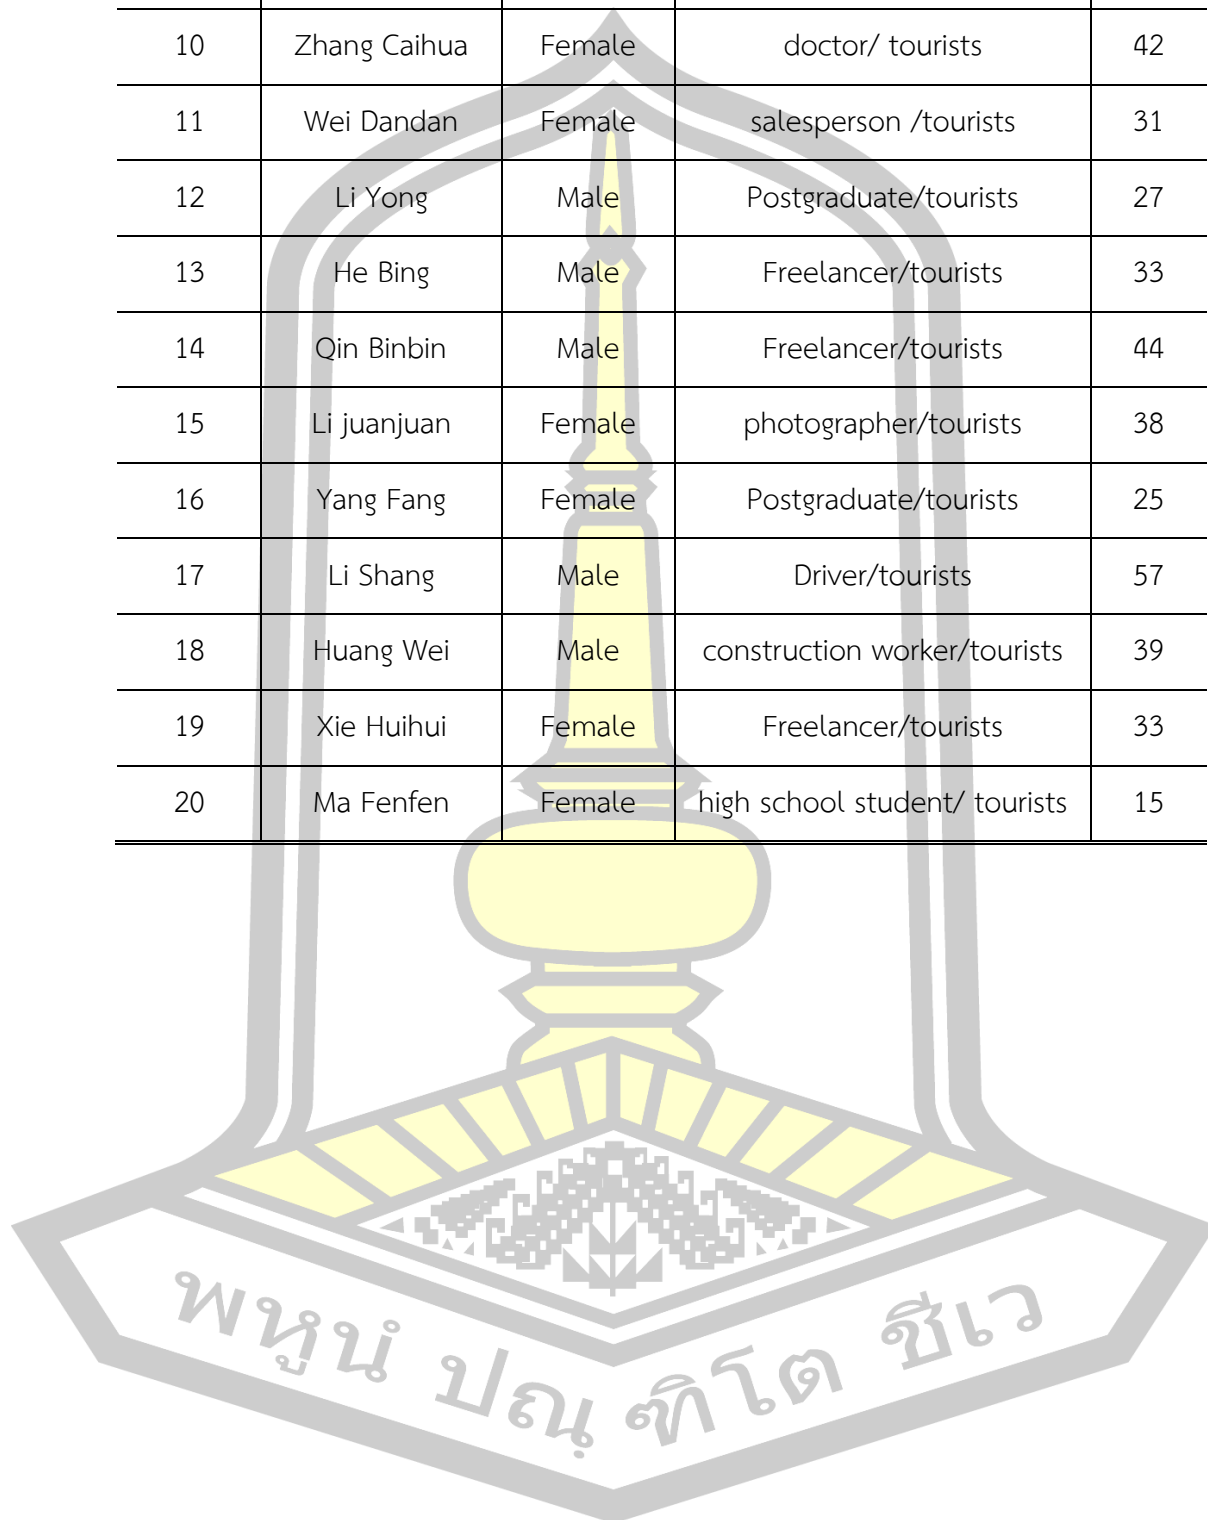 10 Zhang Caihua Female doctor/ tourists 42
11 Wei Dandan Female salesperson /tourists 31
12 Li Yong Male Postgraduate/tourists 27
13 He Bing Male Freelancer/tourists 33
14 Qin Binbin Male Freelancer/tourists 44
15 Li juanjuan Female photographer/tourists 38
16 Yang Fang Female Postgraduate/tourists 25
17 Li Shang Male Driver/tourists 57
18 Huang Wei Male construction worker/tourists 39
19 Xie Huihui Female Freelancer/tourists 33
20 Ma Fenfen Female high school student/ tourists 15
พหูนํ ปณฺ ฑิโต ชีเว